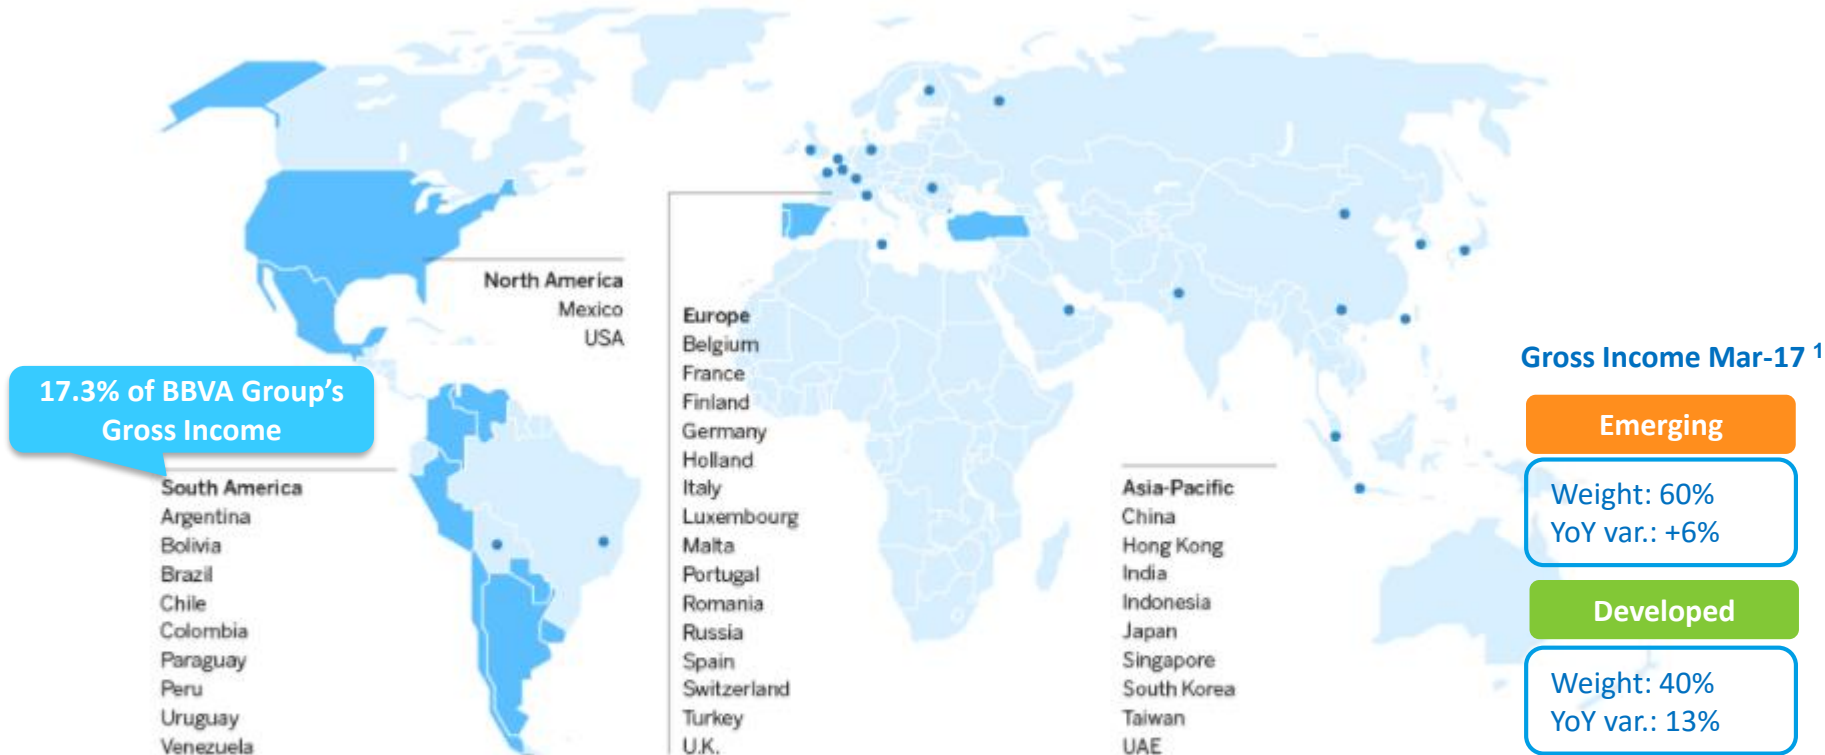 North America
Mexico
USA
17.3% of BBVA Group’s
Gross Income
South America
Argentina
Bolivia
Brazil
Chile
Colombia
Paraguay
Peru
Uruguay
Venezuela
Europe
Belgium
France
Finland
Germany
Holland
Italy
Luxembourg
Malta
Portugal
Romania
Russia
Spain
Switzerland
Turkey
U.K.
Asia-Pacific
China
Hong Kong
India
Indonesia
Japan
Singapore
South Korea
Taiwan
UAE
Gross Income Mar-17 1
Emerging
Weight: 60%
YoY var.: +6%
Developed
Weight: 40%
YoY var.: 13%